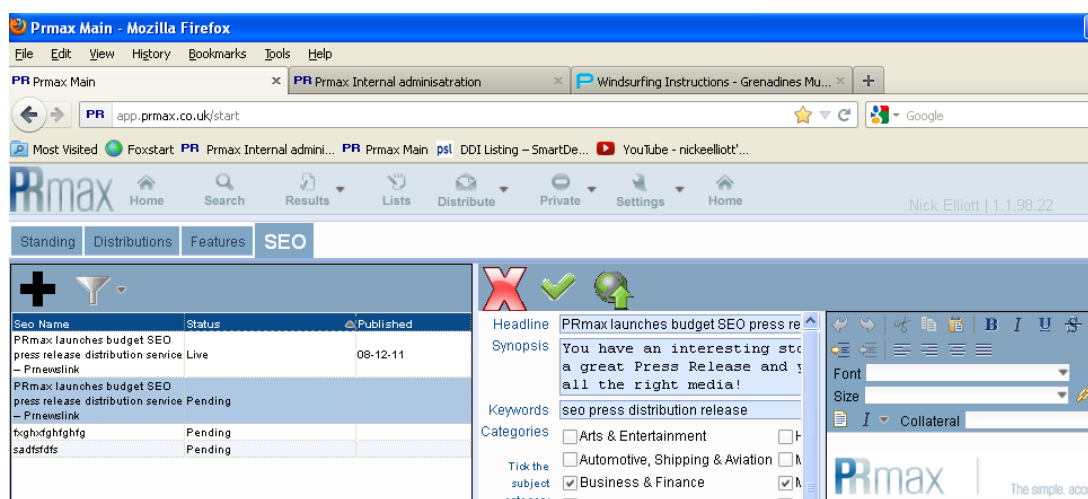 Prmax Main - Mozilla Firefox
File Edit View History Bookmarks Tools Help
PR Prmax Main × PR Prmax Internal adminisatration × Windsurfing Instructions - Grenadines Mu... × +
PR app.prmax.co.uk/start Google
Most Visited Foxstart PR Prmax Internal admini... PR Prmax Main psl DDI Listing – SmartDe... YouTube - nickeelliott'...
PRmax Home Search Results Lists Distribute Private Settings Home
Nick Elliott | 1.1.98.22
Standing Distributions Features SEO
Seo Name Status Published
PRmax launches budget SEO
press release distribution service Live 08-12-11
– Prnewslink
PRmax launches budget SEO
press release distribution service Pending
– Prnewslink
fxghxfghfghfg Pending
sadfsfdfs Pending
Headline PRmax launches budget SEO press re
Synopsis You have an interesting sto
a great Press Release and y
all the right media!
Keywords seo press distribution release
Categories Arts & Entertainment
Tick the Automotive, Shipping & Aviation
subject Business & Finance
B I U S
Font
Size
I Collateral
PRmax The simple, acc